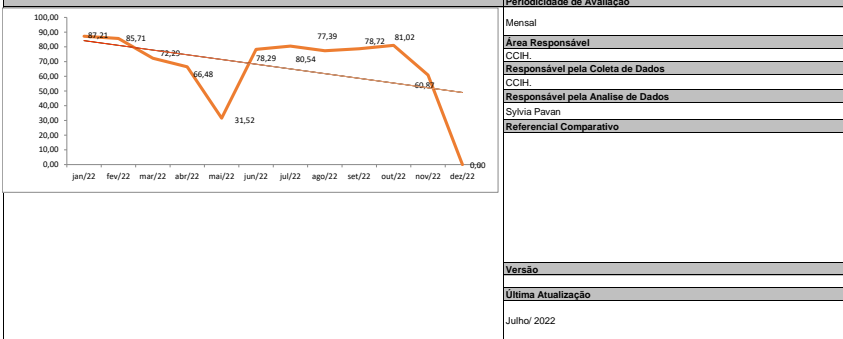 Periodicidade de Avaliação
Mensal
Área Responsável
CCIH.
Responsável pela Coleta de Dados
CCIH.
Responsável pela Analise de Dados
Sylvia Pavan
Referencial Comparativo
Versão
Última Atualização
Julho/ 2022
100,00
90,00
80,00
70,00
60,00
50,00
40,00
30,00
20,00
10,00
0,00
87,21
85,71
72,29
66,48
31,52
78,29
80,54
77,39
78,72
81,02
60,87
0,00
jan/22 fev/22 mar/22 abr/22 mai/22 jun/22 jul/22 ago/22 set/22 out/22 nov/22 dez/22